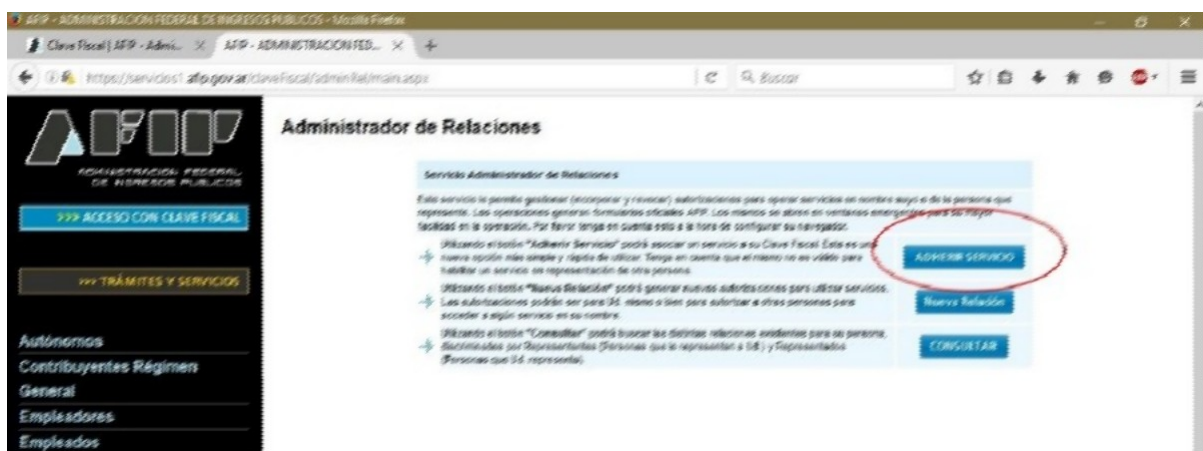 AFIP - ADMINISTRACION FEDERAL DE INGRESOS PUBLICOS - Mozilla Firefox
Clave Fiscal | AFIP - Admi...
AFIP - ADMINISTRACION FED...
https://servicios1.afip.gov.ar/claveFiscal/adminRel/main.aspx
Buscar
AFIP
ADMINISTRACION FEDERAL
DE INGRESOS PUBLICOS
>>> ACCESO CON CLAVE FISCAL
>>> TRÁMITES Y SERVICIOS
Autónomos
Contribuyentes Régimen
General
Empleadores
Empleados
Administrador de Relaciones
Servicio Administrador de Relaciones
Este servicio le permite gestionar (incorporar y revocar) autorizaciones para operar servicios en nombre suyo o de la persona que
represente. Las operaciones generan formularios oficiales AFIP. Los mismos se abren en ventanas emergentes para su mayor
facilidad en la operación. Por favor tenga en cuenta esto a la hora de configurar su navegador.
Utilizando el botón "Adherir Servicio" podrá asociar un servicio a su Clave Fiscal. Esta es una
nueva opción más simple y rápida de utilizar. Tenga en cuenta que el mismo no es válido para
habilitar un servicio en representación de otra persona.
ADHERIR SERVICIO
Utilizando el botón "Nueva Relación" podrá generar nuevas autorizaciones para utilizar servicios.
Las autorizaciones podrán ser para Ud. mismo o bien para autorizar a otras personas para
acceder a algún servicio en su nombre.
Nueva Relación
Utilizando el botón "Consultar" podrá buscar las distintas relaciones existentes para su persona,
discriminadas por Representantes (Personas que le representan a Ud.) y Representados
(Personas que Ud. representa).
CONSULTAR